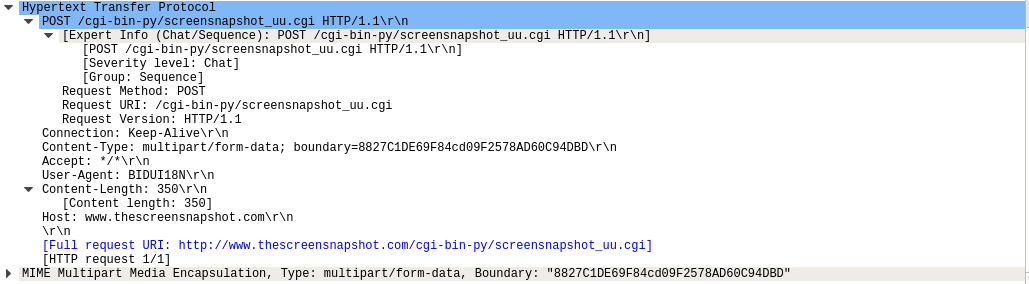 Hypertext Transfer Protocol
POST /cgi-bin-py/screensnapshot_uu.cgi HTTP/1.1\r\n
[Expert Info (Chat/Sequence): POST /cgi-bin-py/screensnapshot_uu.cgi HTTP/1.1\r\n]
[POST /cgi-bin-py/screensnapshot_uu.cgi HTTP/1.1\r\n]
[Severity level: Chat]
[Group: Sequence]
Request Method: POST
Request URI: /cgi-bin-py/screensnapshot_uu.cgi
Request Version: HTTP/1.1
Connection: Keep-Alive\r\n
Content-Type: multipart/form-data; boundary=8827C1DE69F84cd09F2578AD60C94DBD\r\n
Accept: */*\r\n
User-Agent: BIDUI18N\r\n
Content-Length: 350\r\n
[Content length: 350]
Host: www.thescreensnapshot.com\r\n
\r\n
[Full request URI: http://www.thescreensnapshot.com/cgi-bin-py/screensnapshot_uu.cgi]
[HTTP request 1/1]
MIME Multipart Media Encapsulation, Type: multipart/form-data, Boundary: "8827C1DE69F84cd09F2578AD60C94DBD"